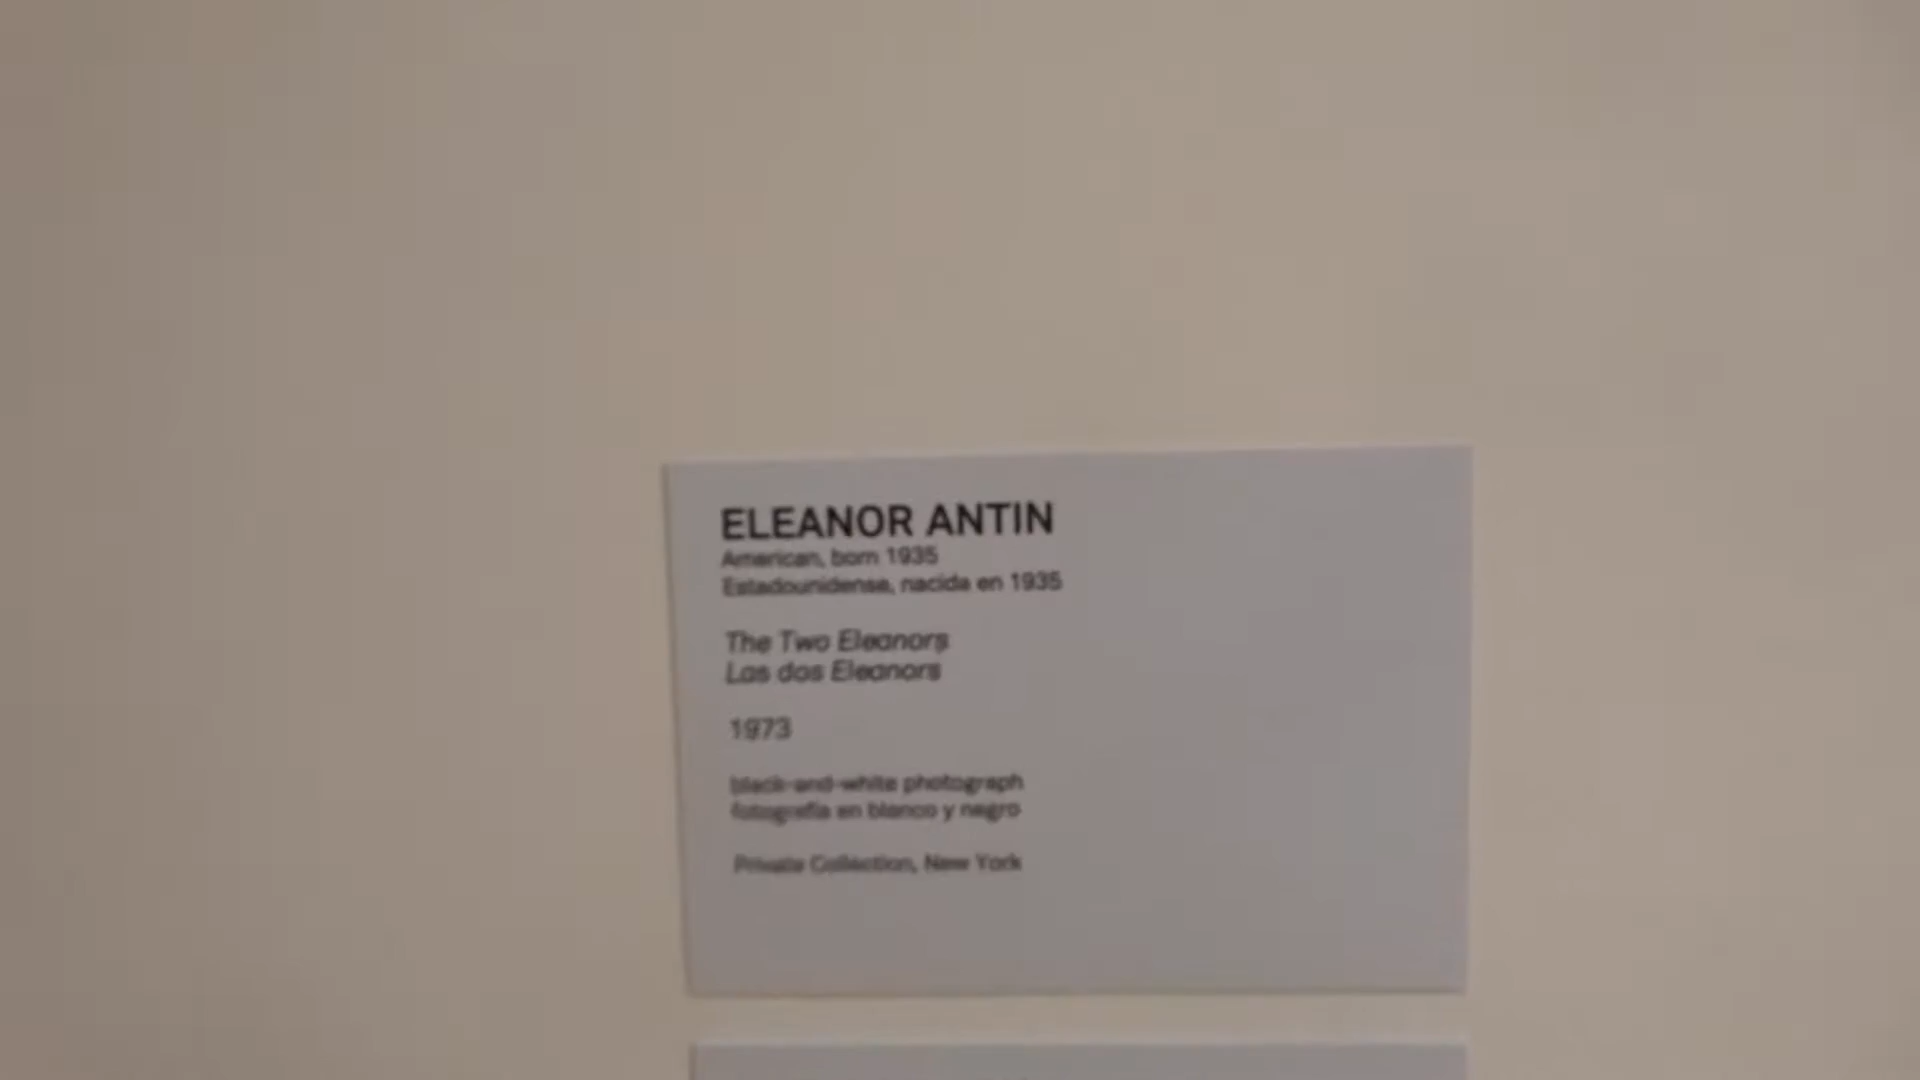 ELEANOR ANTIN
American, born 1935
Estadounidense, nacida en 1935
The Two Eleanors
Las dos Eleanors
1973
black-and-white photograph
fotografía en blanco y negro
Private Collection, New York